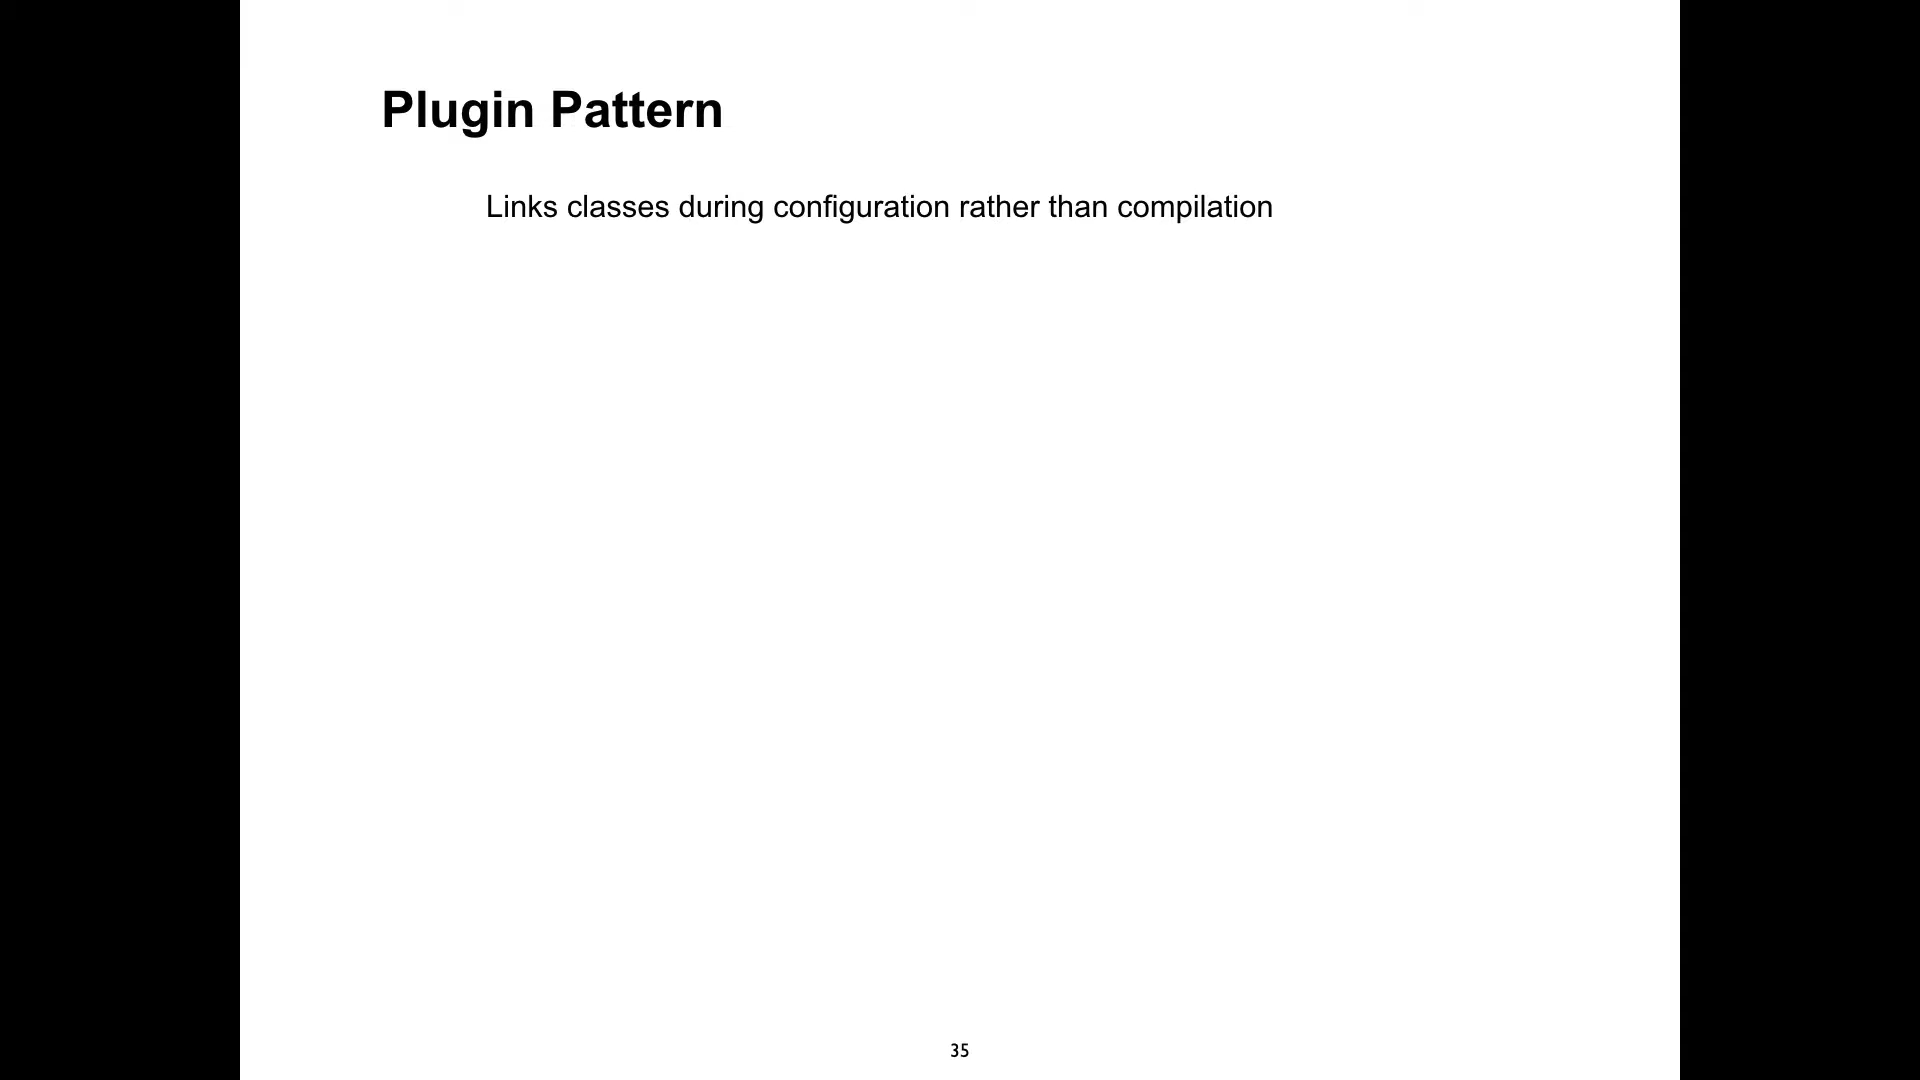 Plugin Pattern
Links classes during configuration rather than compilation
35